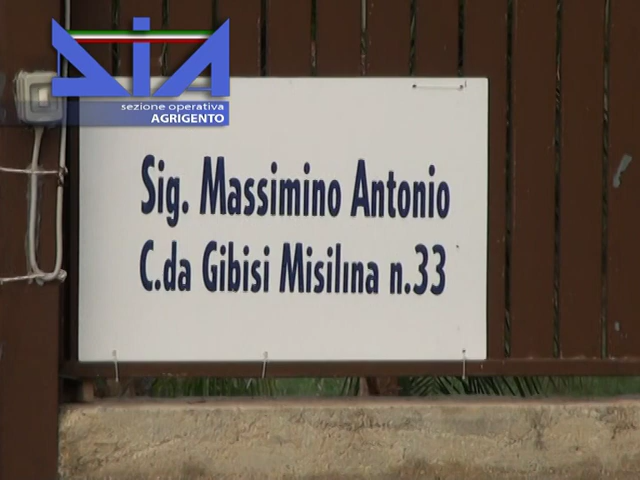 DIA
sezione operativa
AGRIGENTO
Sig. Massimino Antonio
C.da Gibisi Misilina n.33